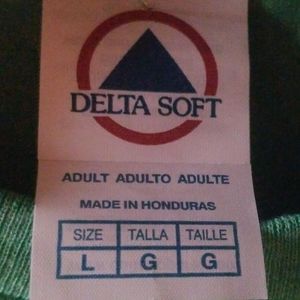 DELTA SOFT
ADULT ADULTO ADULTE
MADE IN HONDURAS
SIZE TALLA TAILLE
L G G